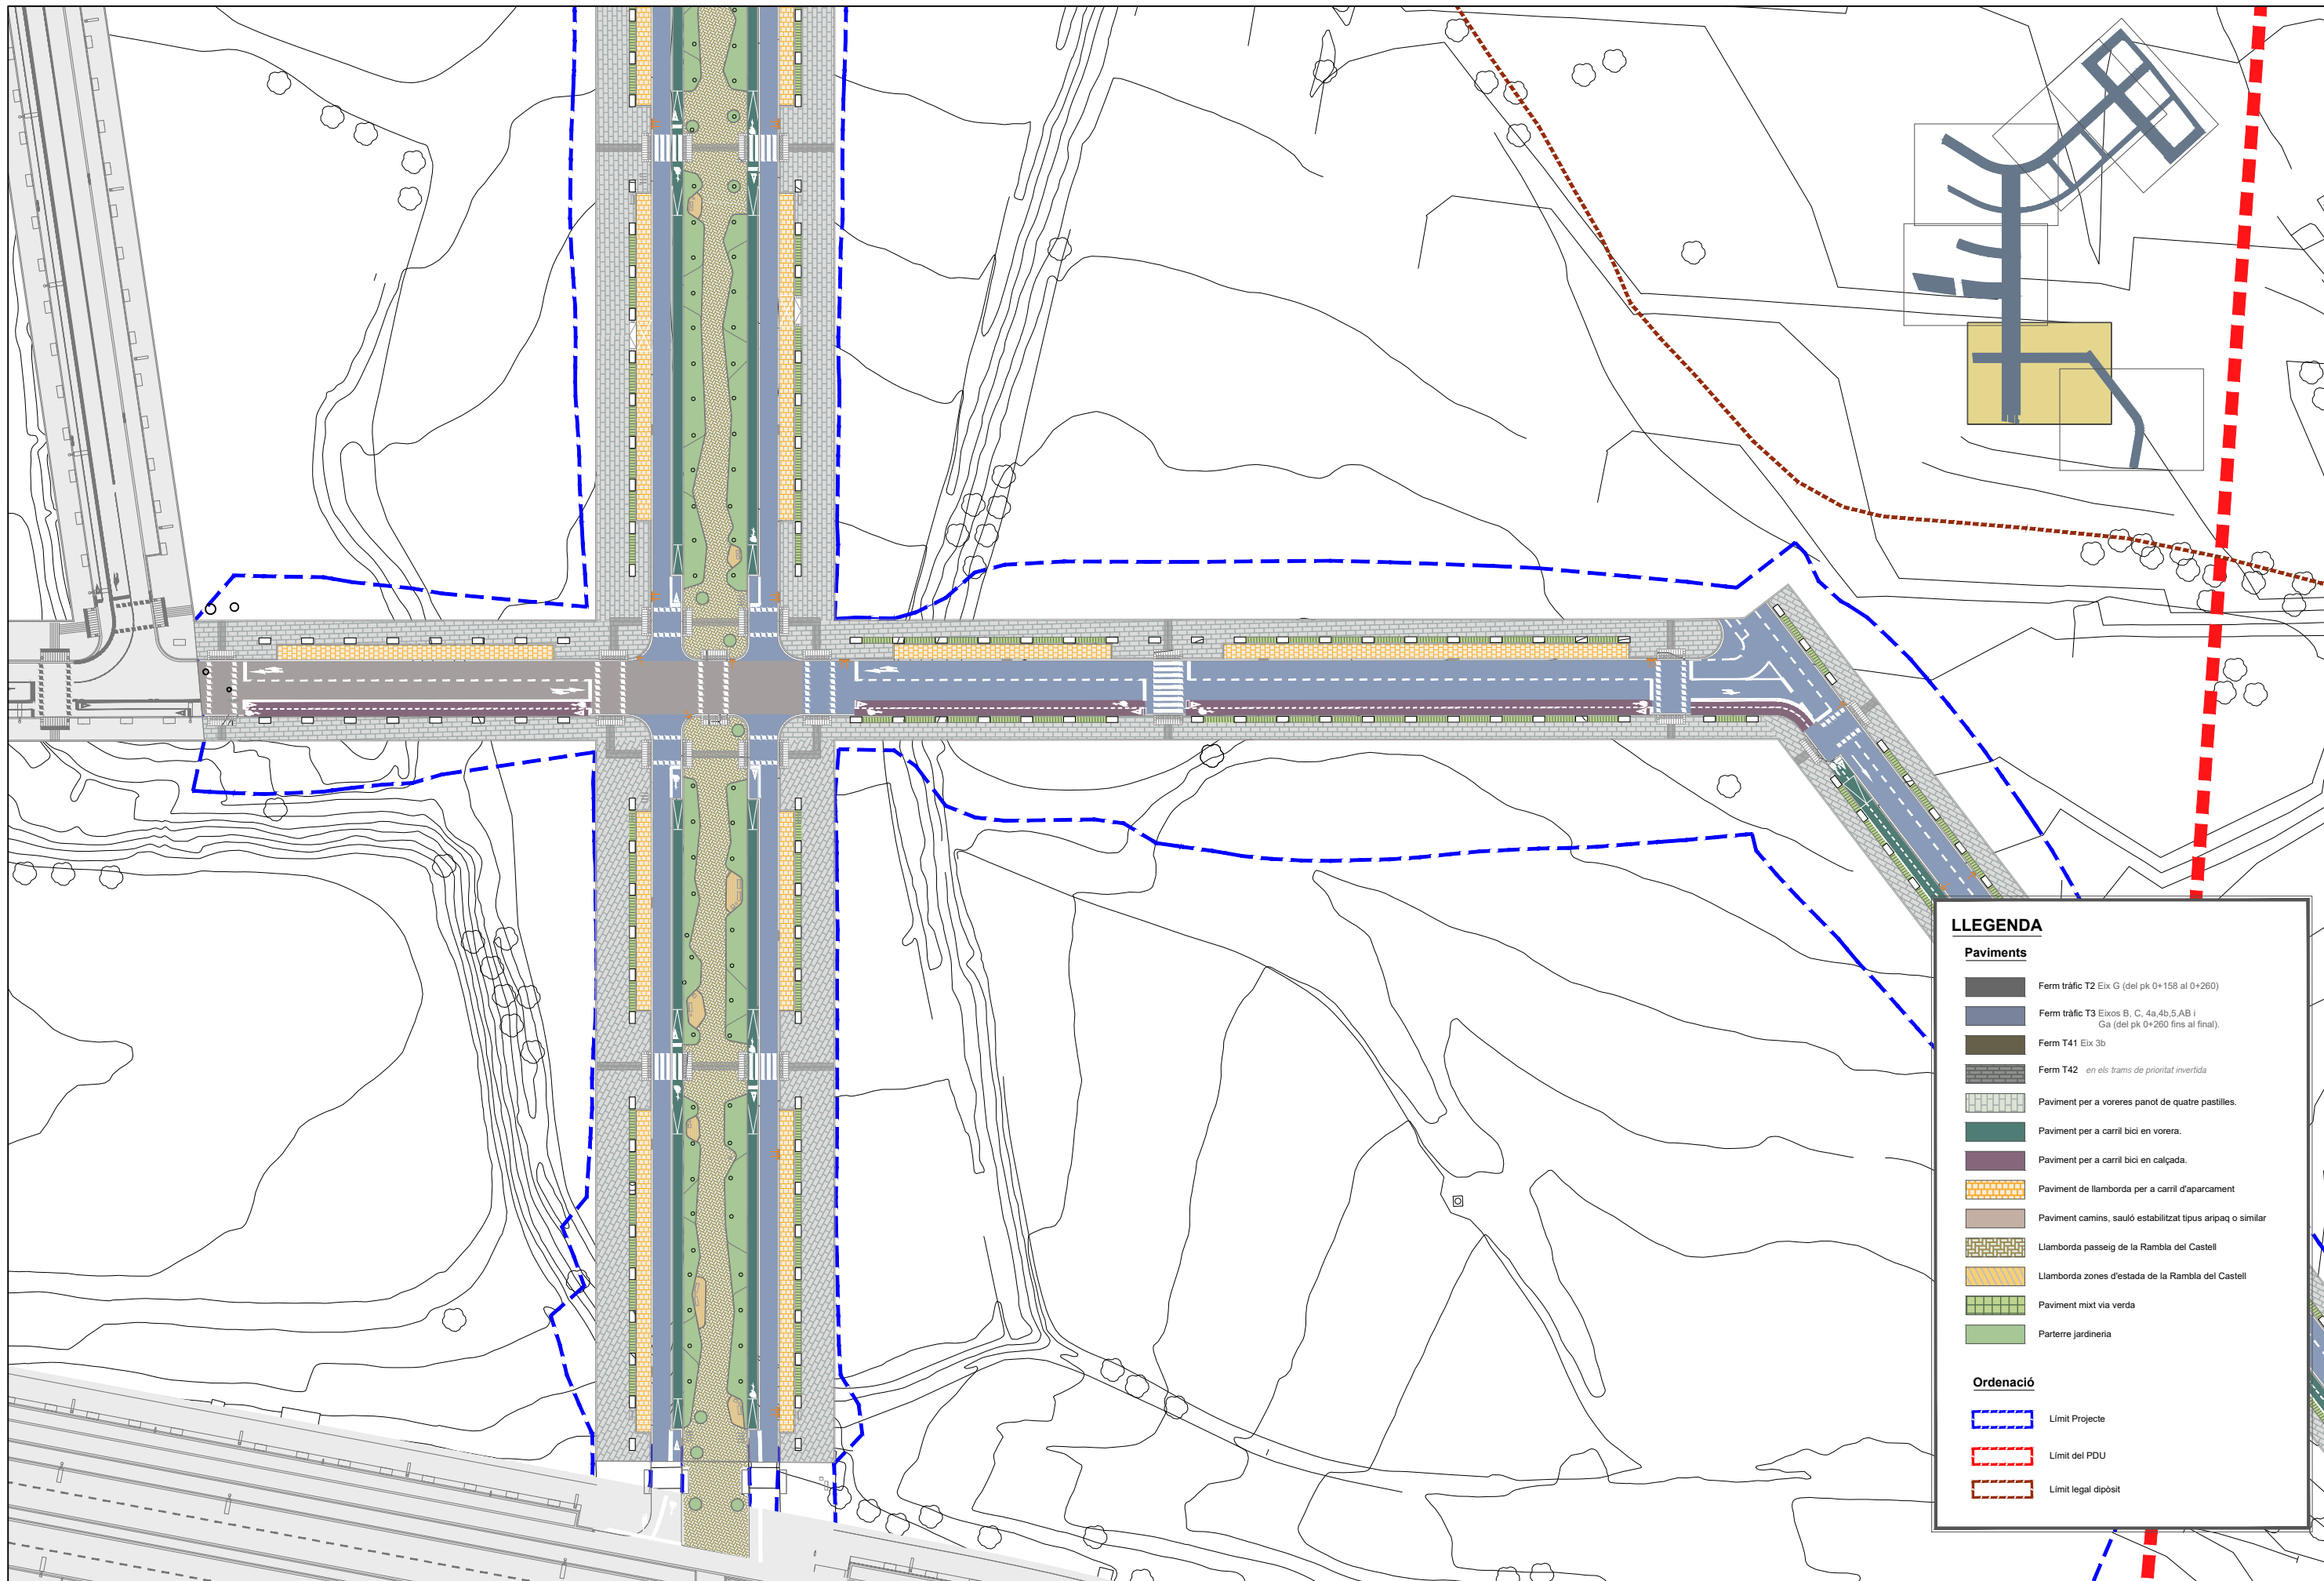 LLEGENDA
Paviments
Ferm tràfic T2 Eix G (del pk 0+158 al 0+260)
Ferm tràfic T3 Eixos B, C, 4a,4b,5,AB i
Ga (del pk 0+260 fins al final).
Ferm T41 Eix 3b
Ferm T42 en els trams de prioritat invertida
Paviment per a voreres panot de quatre pastilles.
Paviment per a carril bici en vorera.
Paviment per a carril bici en calçada.
Paviment de llamborda per a carril d'aparcament
Paviment camins, sauló estabilitzat tipus aripaq o similar
Llamborda passeig de la Rambla del Castell
Llamborda zones d'estada de la Rambla del Castell
Paviment mixt via verda
Parterre jardineria
Ordenació
Límit Projecte
Límit del PDU
Límit legal dipòsit